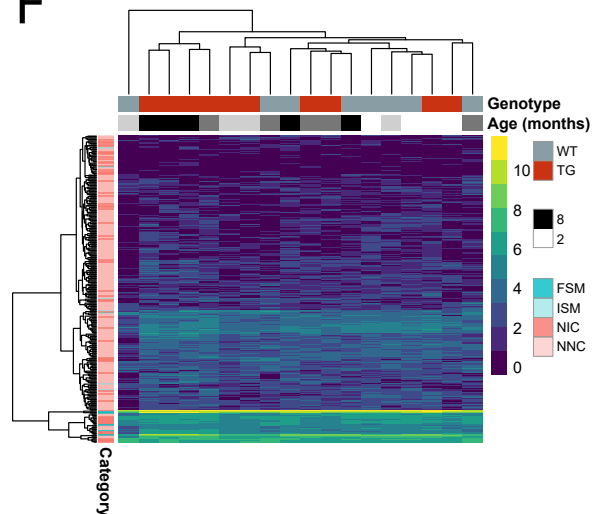 Genotype
Age (months)
WT
TG
10
8
6
4
2
0
8
2
FSM
ISM
NIC
NNC
Category